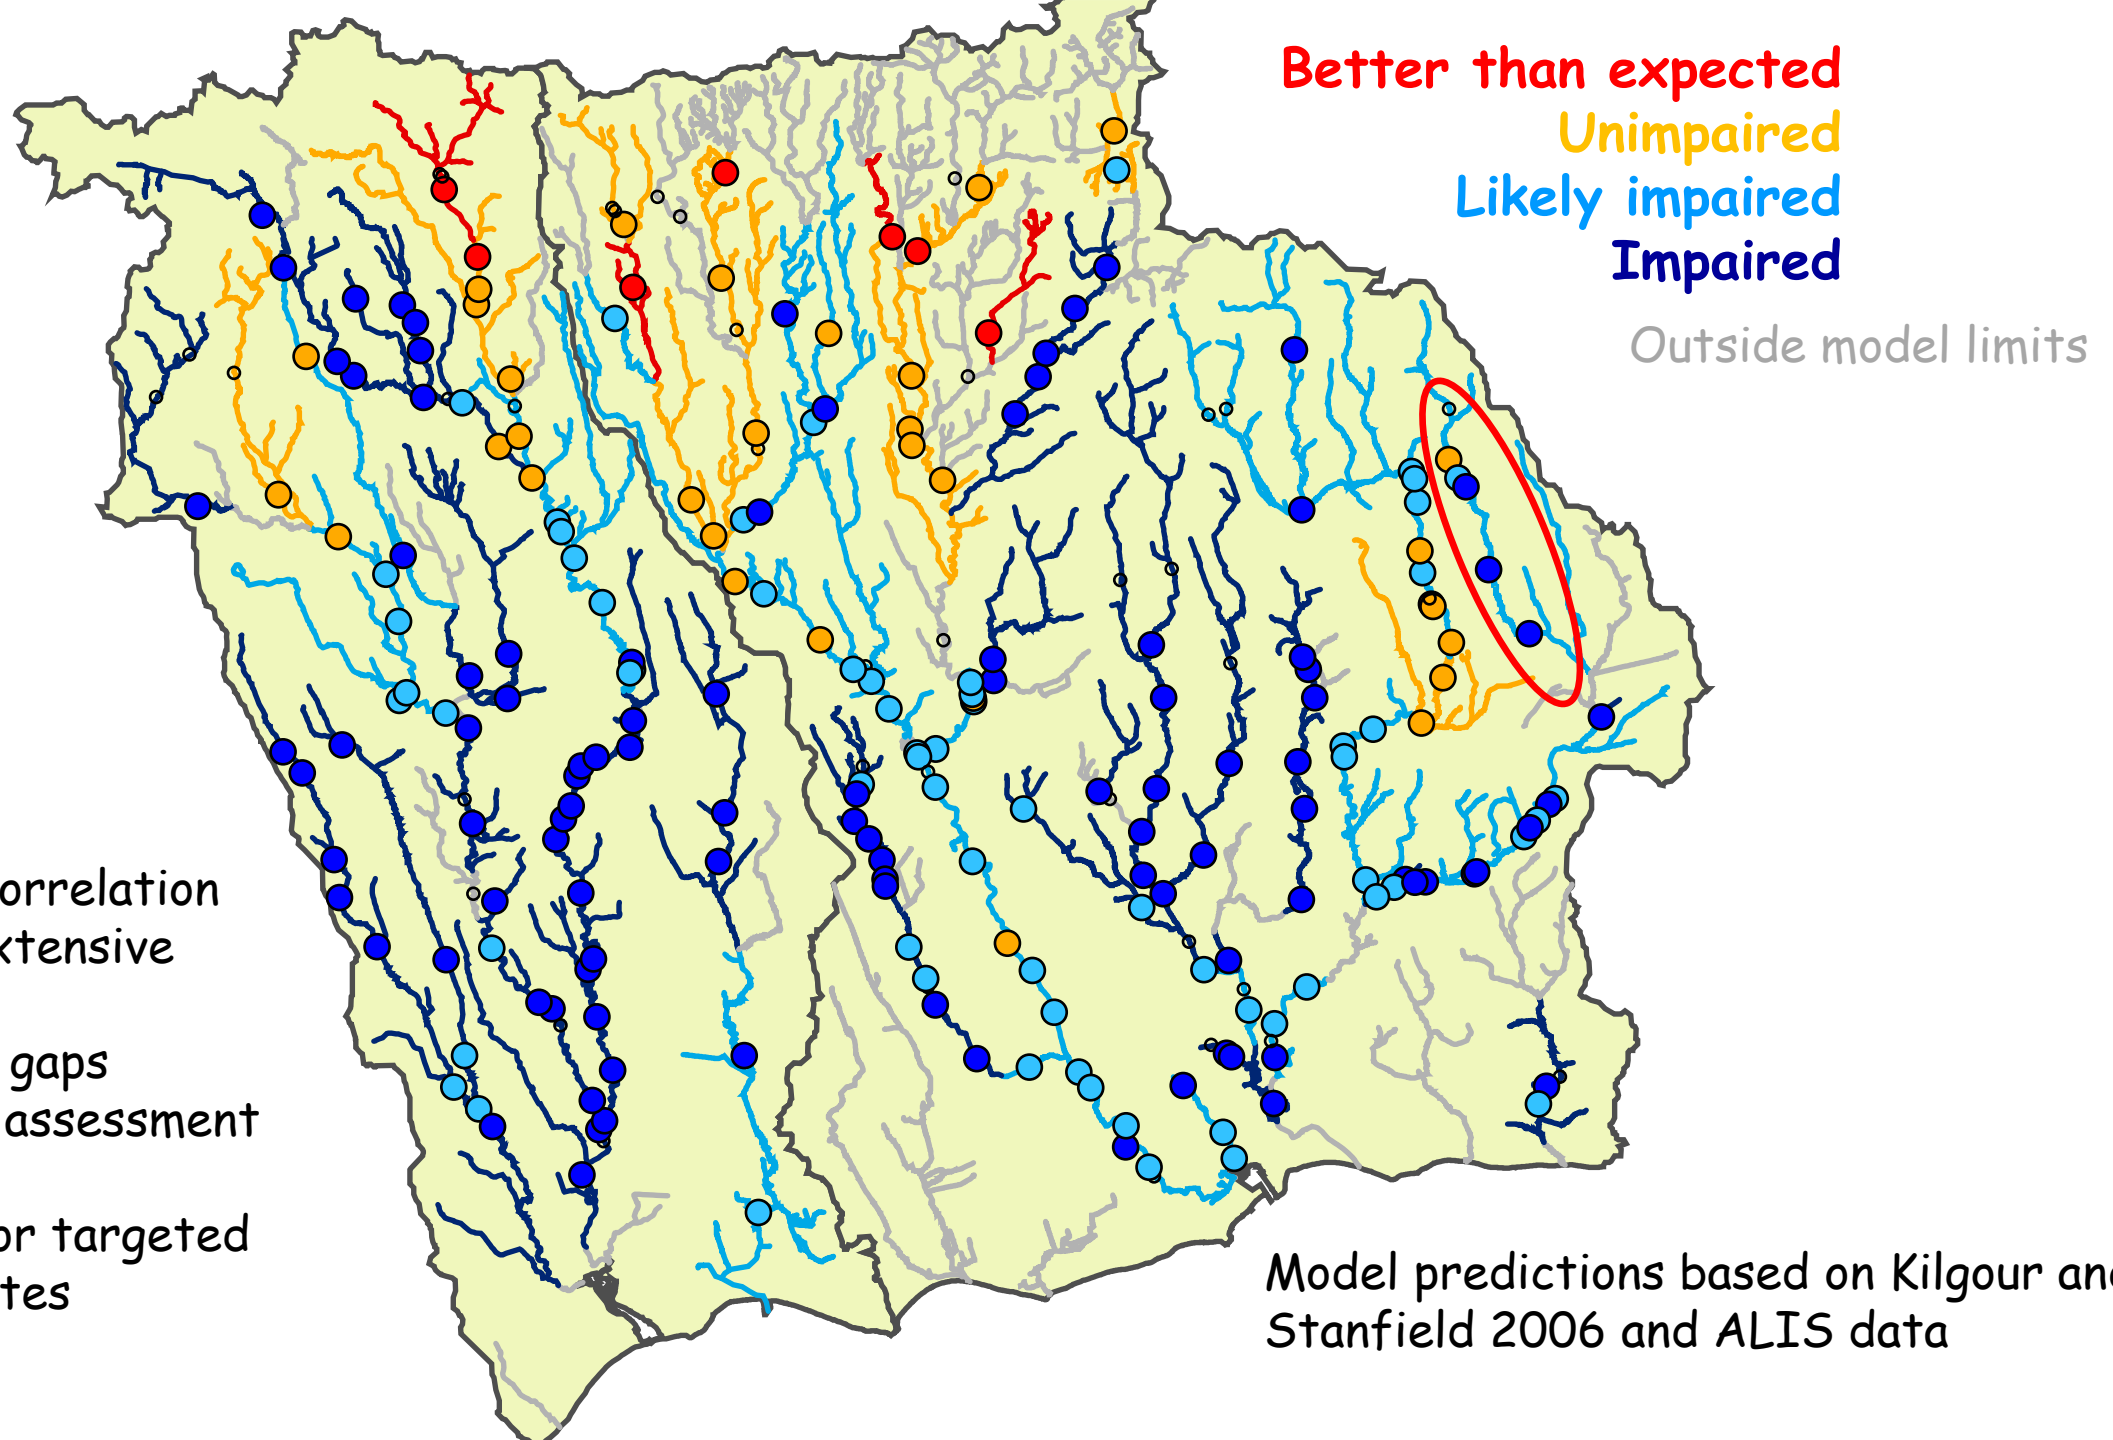 Better than expected
Unimpaired
Likely impaired
Impaired
Outside model limits
orrelation
xtensive
gaps
assessment
or targeted
tes
Model predictions based on Kilgour and
Stanfield 2006 and ALIS data